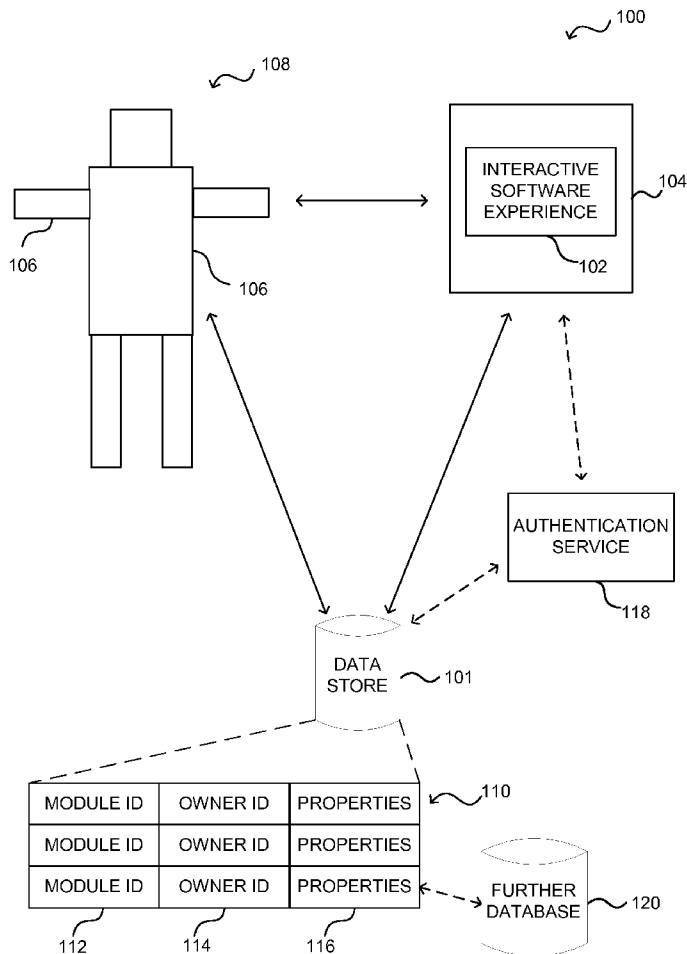 100
108
INTERACTIVE
SOFTWARE
EXPERIENCE
104
102
106
106
AUTHENTICATION
SERVICE
118
DATA
STORE
101
MODULE ID OWNER ID PROPERTIES
110
MODULE ID OWNER ID PROPERTIES
MODULE ID OWNER ID PROPERTIES
FURTHER
DATABASE
120
112 114 116